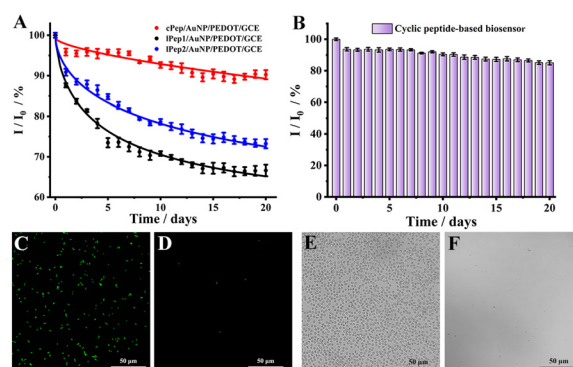 A
cPep/AuNP/PEDOT/GCE
lPep1/AuNP/PEDOT/GCE
lPep2/AuNP/PEDOT/GCE
100
90
80
70
60
I / I₀ / %
0
5
10
15
20
Time / days
B
Cyclic peptide-based biosensor
100
80
60
40
20
0
I / I₀ / %
0
5
10
15
20
Time / days
C
50 μm
D
50 μm
E
50 μm
F
50 μm